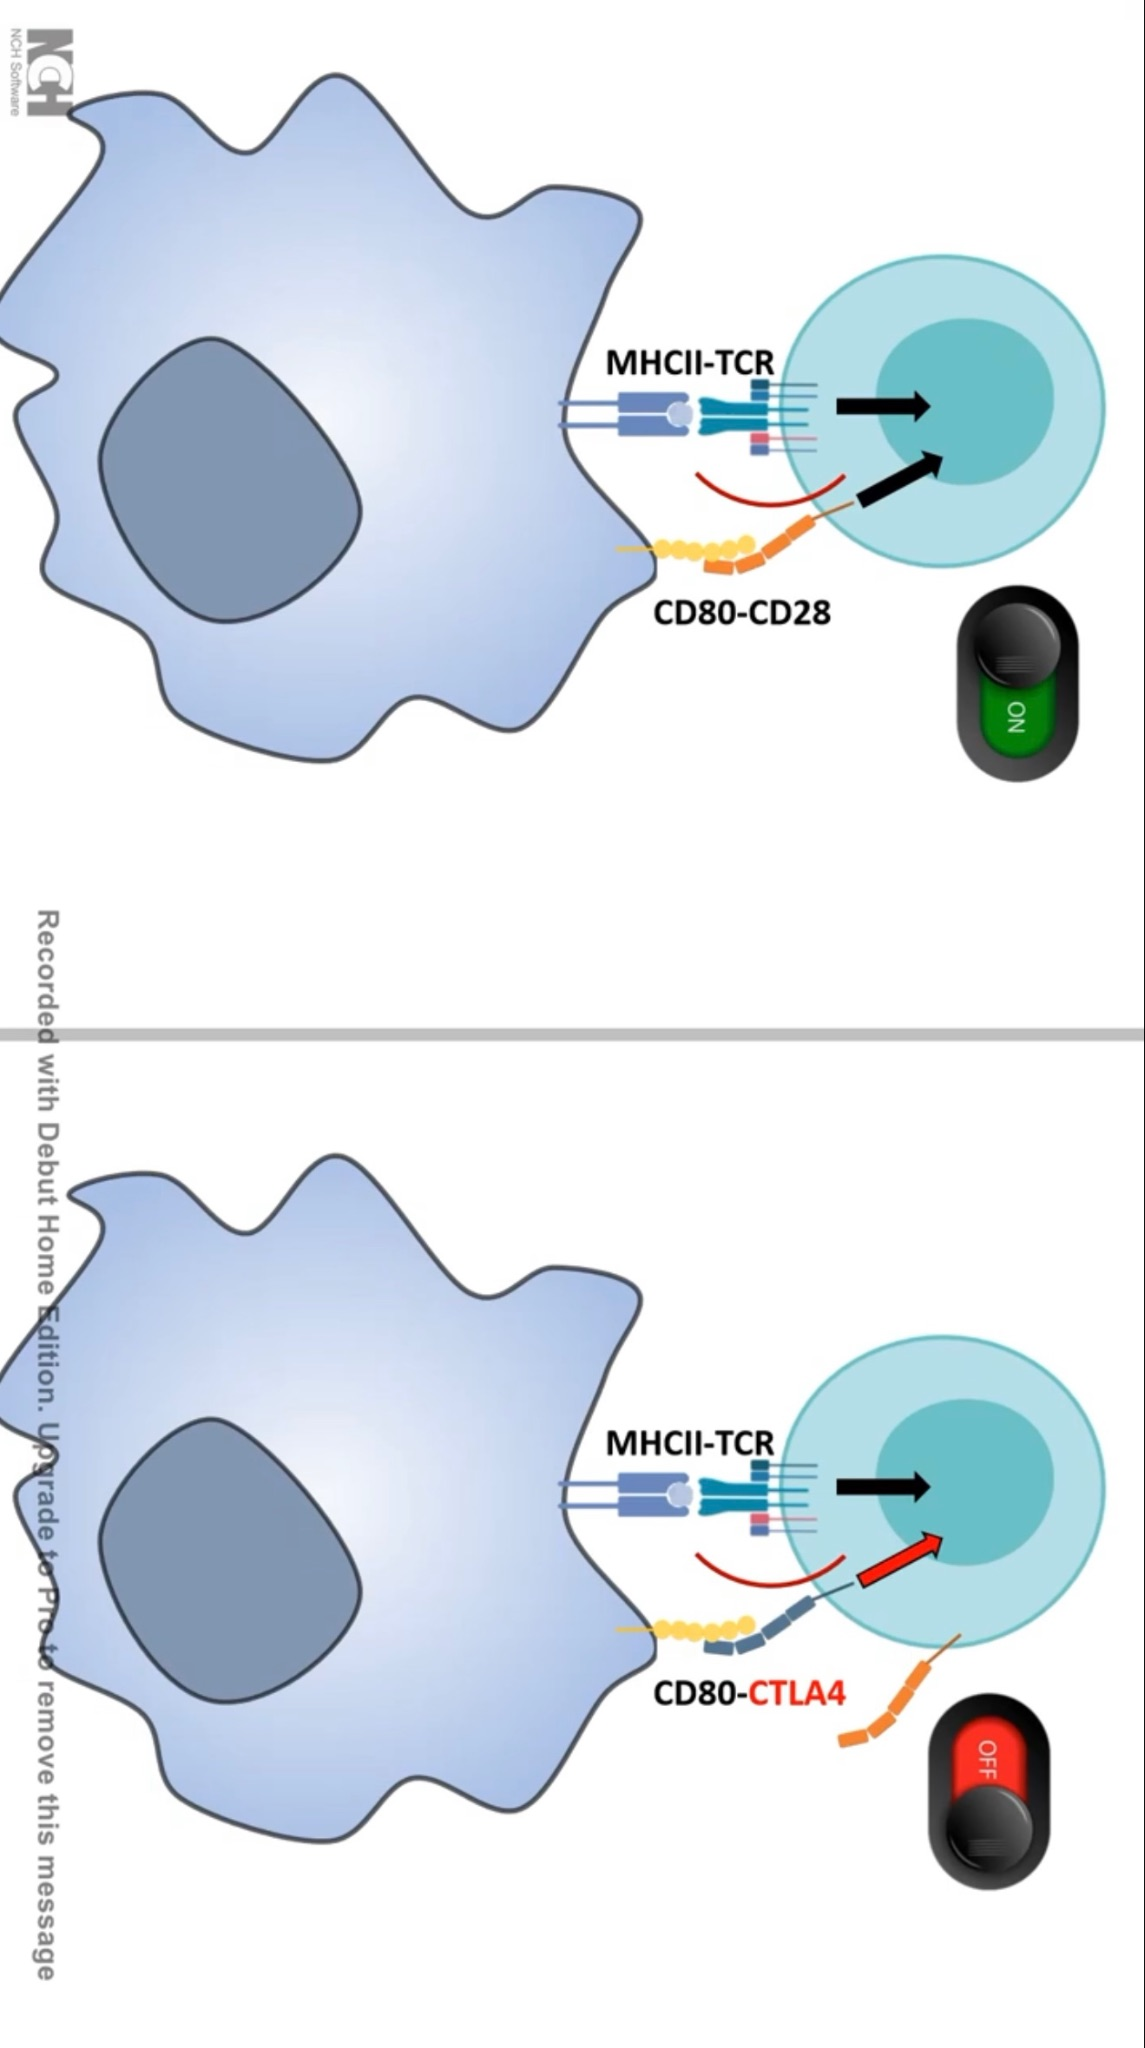 NCH
NCH Software
MHCII-TCR
CD80-CD28
ON
MHCII-TCR
CD80-CTLA4
OFF
Recorded with Debut Home Edition. Upgrade to Pro to remove this message